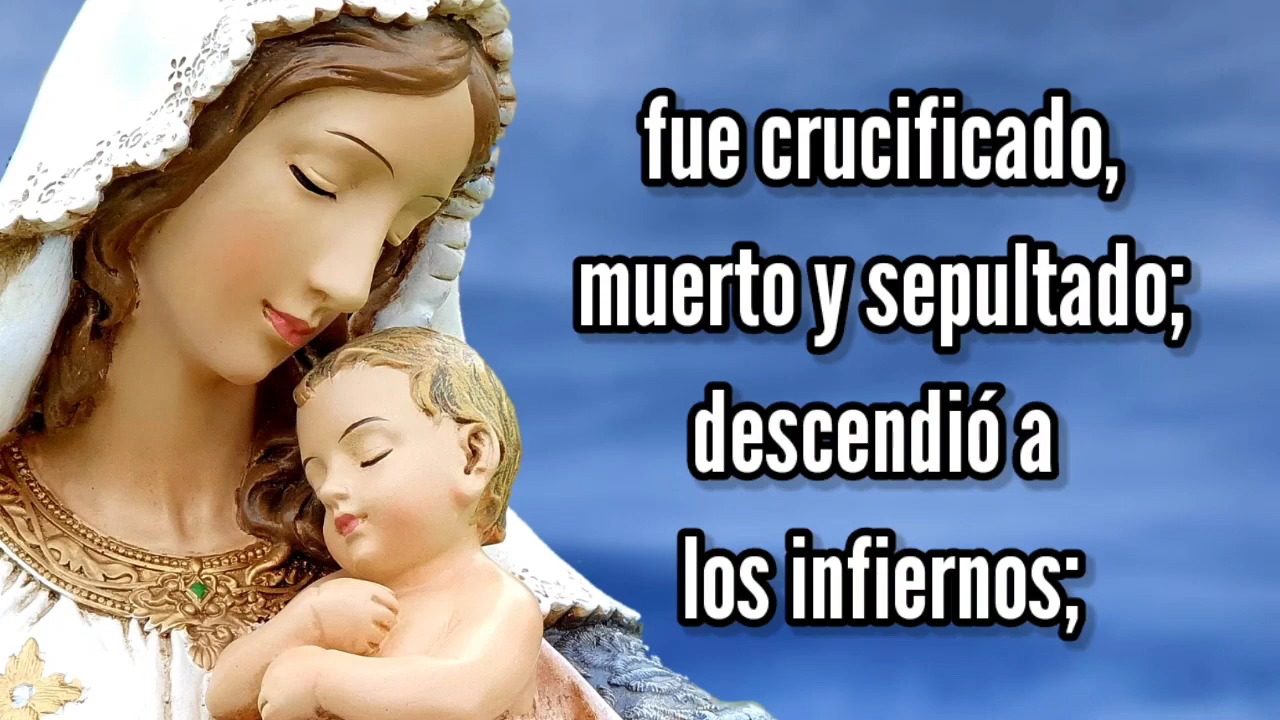 fue crucificado,
muerto y sepultado;
descendió a
los infiernos;